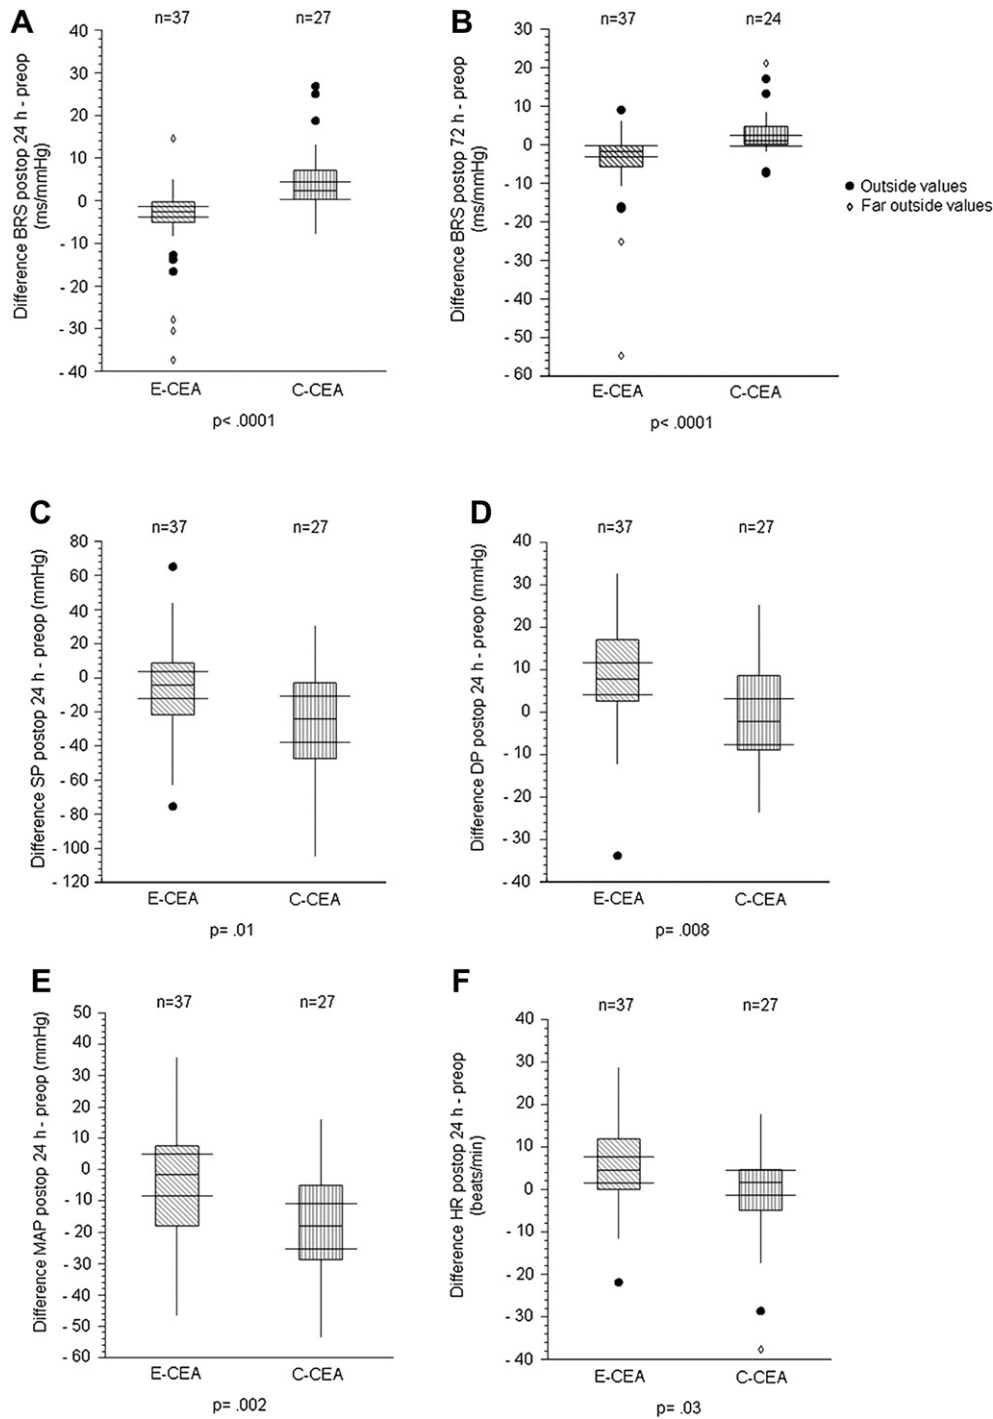 A
n=37
n=27
Difference BRS postop 24 h - preop
(ms/mmHg)
40
30
20
10
0
- 10
- 20
- 30
- 40
E-CEA
C-CEA
p< .0001
B
n=37
n=24
Difference BRS postop 72 h - preop
(ms/mmHg)
30
20
10
0
- 10
- 20
- 30
- 40
- 50
- 60
E-CEA
C-CEA
p< .0001
Outside values
Far outside values
C
n=37
n=27
Difference SP postop 24 h - preop (mmHg)
80
60
40
20
0
- 20
- 40
- 60
- 80
- 100
- 120
E-CEA
C-CEA
p= .01
D
n=37
n=27
Difference DP postop 24 h - preop (mmHg)
40
30
20
10
0
- 10
- 20
- 30
- 40
E-CEA
C-CEA
p= .008
E
n=37
n=27
Difference MAP postop 24 h - preop (mmHg)
50
40
30
20
10
0
- 10
- 20
- 30
- 40
- 50
- 60
E-CEA
C-CEA
p= .002
F
n=37
n=27
Difference HR postop 24 h - preop
(beats/min)
40
30
20
10
0
- 10
- 20
- 30
- 40
E-CEA
C-CEA
p= .03